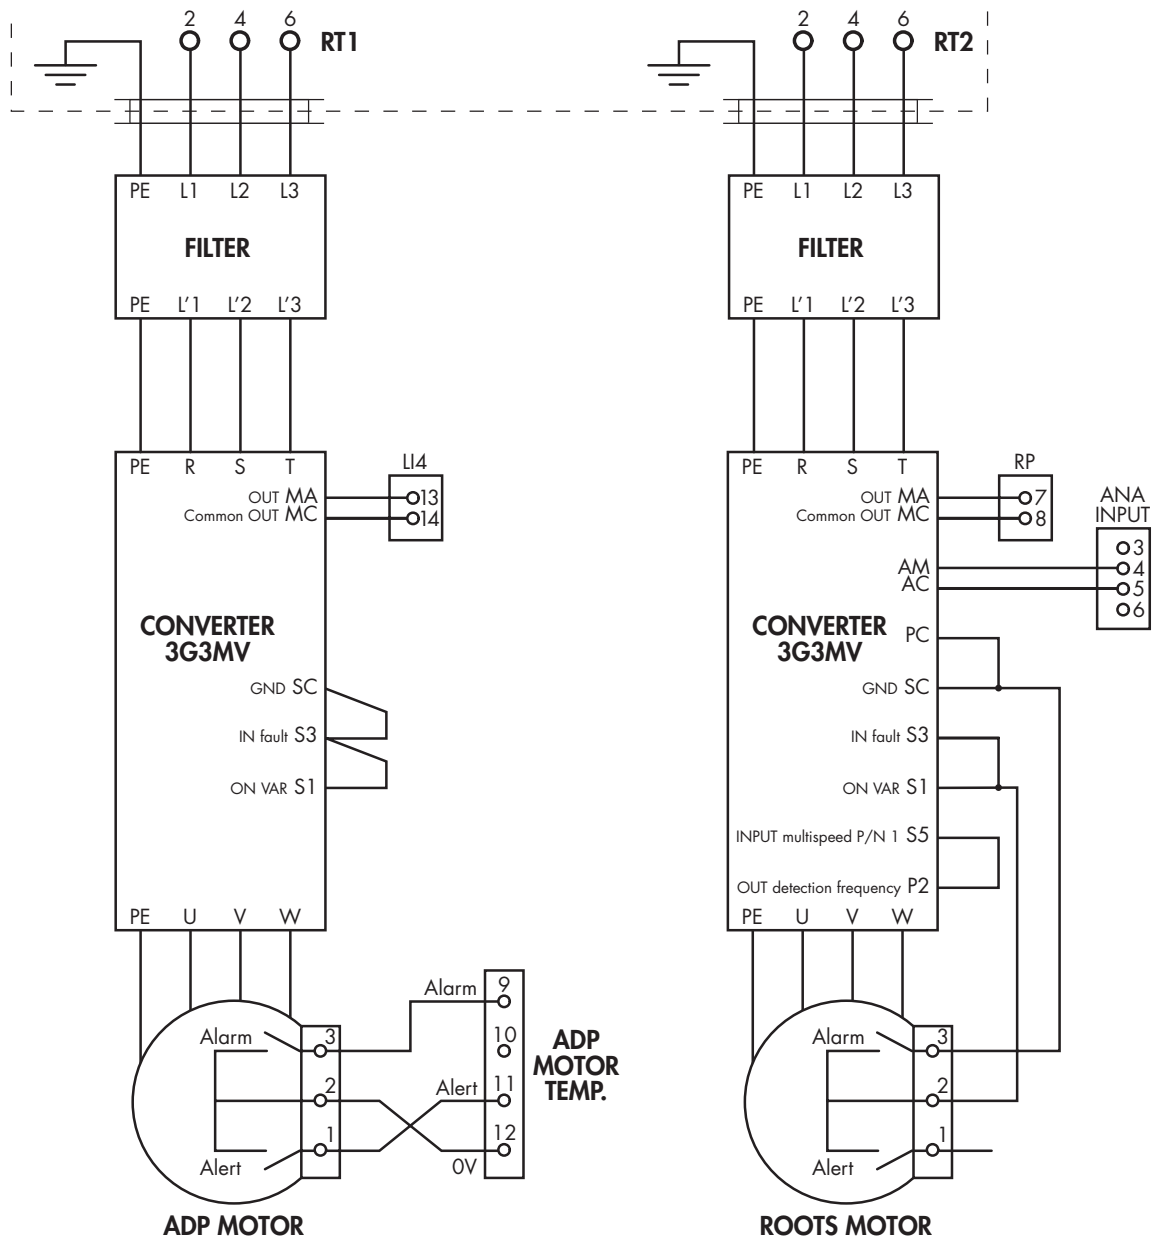 2 4 6 RT1
2 4 6 RT2
PE L1 L2 L3
FILTER
PE L'1 L'2 L'3
PE L1 L2 L3
FILTER
PE L'1 L'2 L'3
PE R S T
OUT MA
Common OUT MC
LI4
13
14
CONVERTER
3G3MV
GND SC
IN fault S3
ON VAR S1
PE U V W
PE R S T
OUT MA
Common OUT MC
RP
7
8
ANA
INPUT
3
4
5
6
AM
AC
CONVERTER
3G3MV
PC
GND SC
IN fault S3
ON VAR S1
INPUT multispeed P/N 1 S5
OUT detection frequency P2
PE U V W
Alarm 3
2
1
Alert
Alarm 9
10
Alert 11
12
0V
ADP
MOTOR
TEMP.
ADP MOTOR
Alarm 3
2
1
Alert
ROOTS MOTOR